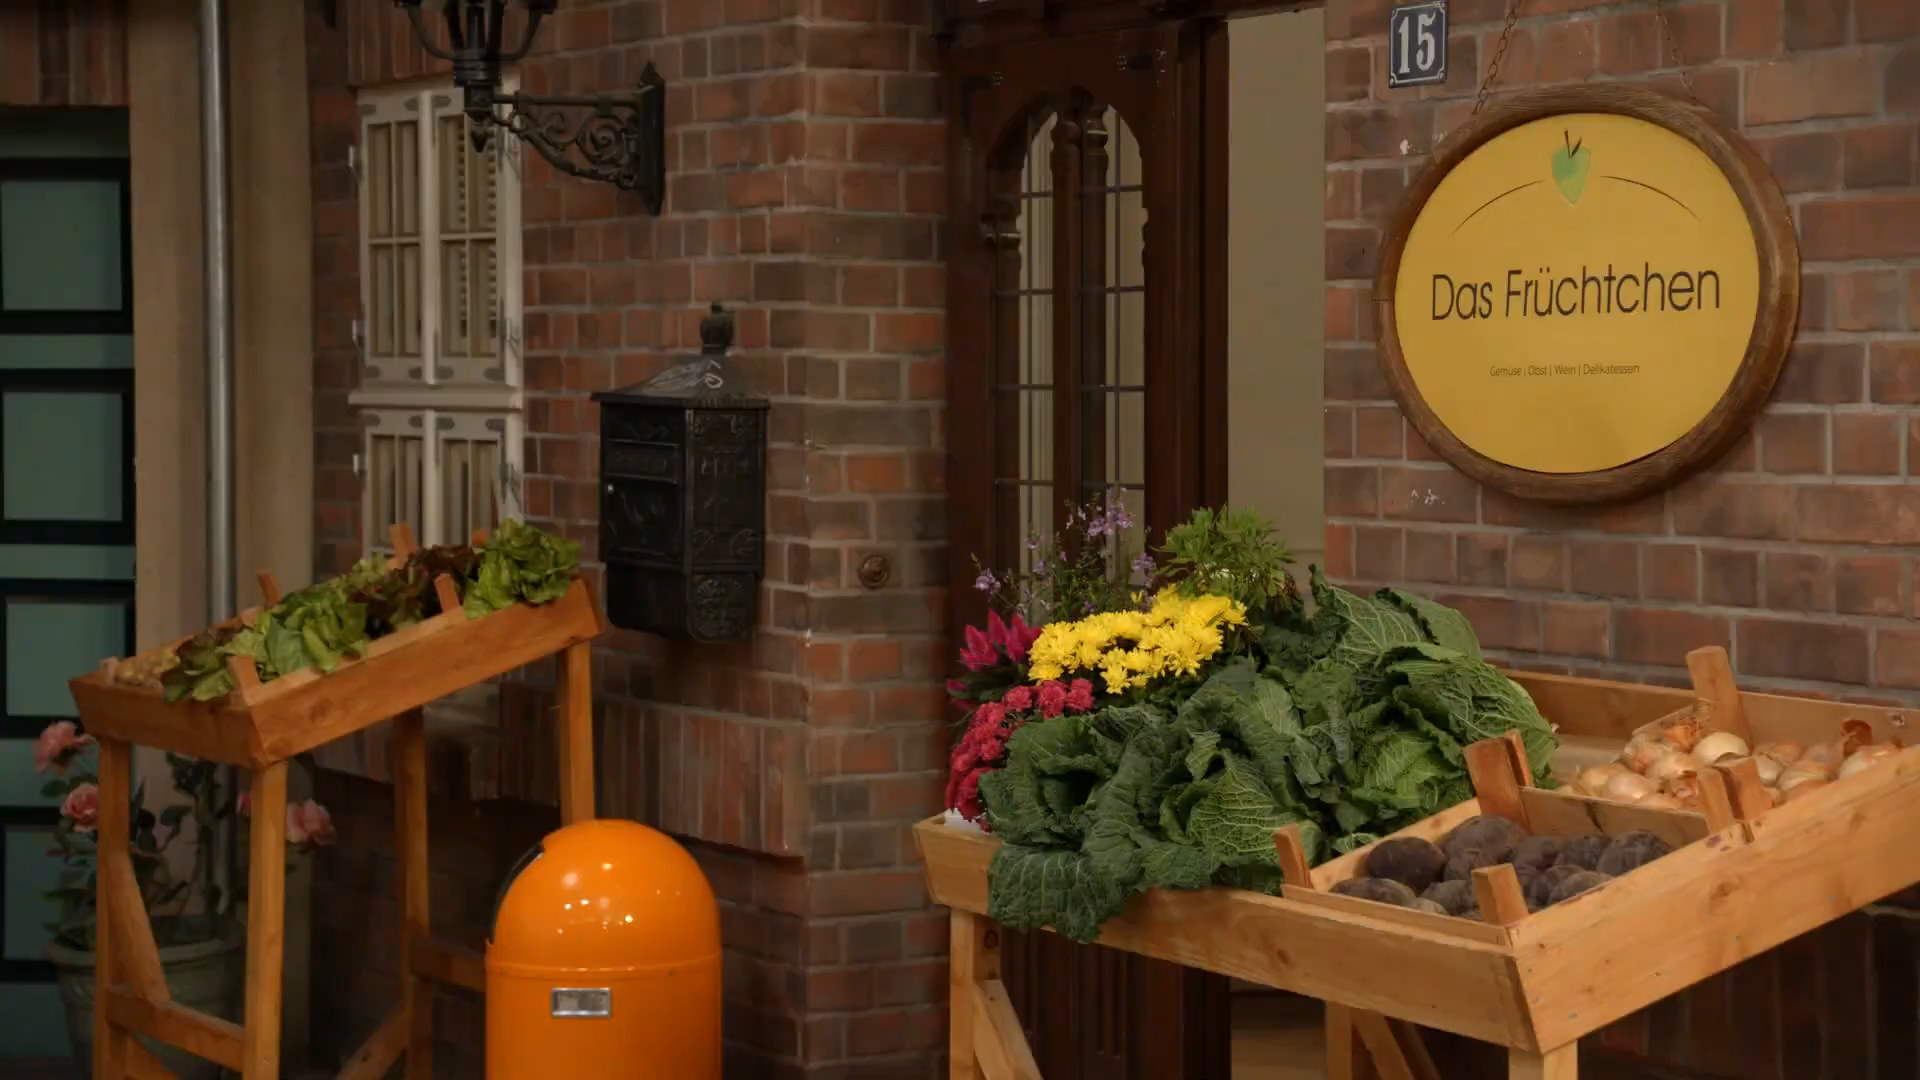 15
Das Früchtchen
Gemüse | Obst | Wein | Delikatessen